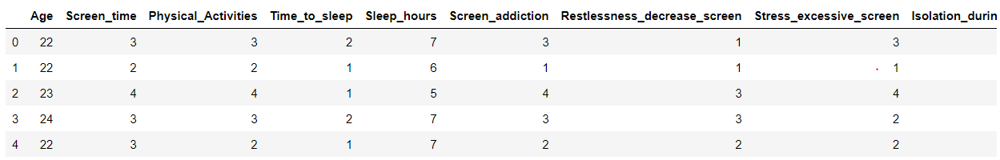 Age Screen_time Physical_Activities Time_to_sleep Sleep_hours Screen_addiction Restlessness_decrease_screen Stress_excessive_screen Isolation_durin
0 22 3 3 2 7 3 1 3
1 22 2 2 1 6 1 1 1
2 23 4 4 1 5 4 3 4
3 24 3 3 2 7 3 3 2
4 22 3 2 1 7 2 2 2